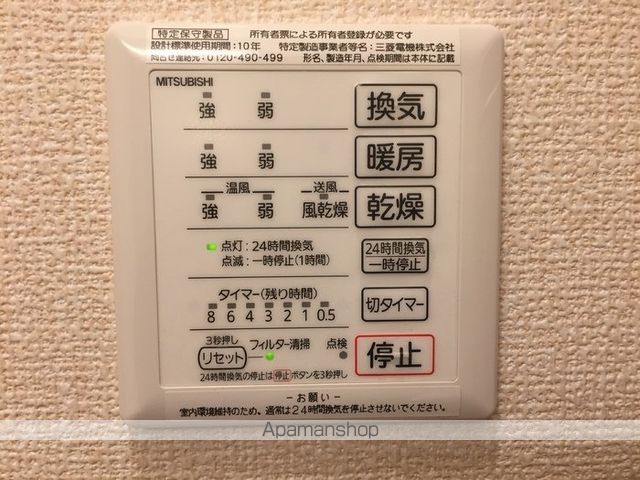 特定保守製品 所有者票による所有者登録が必要です
設計標準使用期間:10年 特定製造事業者等名:三菱電機株式会社
問合せ連絡先:0120-490-499 形名、製造年月、点検期間は本体に記載
MITSUBISHI
強 弱 換気
強 弱 暖房
温風 送風
強 弱 風乾燥 乾燥
点灯:24時間換気
点滅:一時停止(1時間)
24時間換気
一時停止
タイマー(残り時間)
8 6 4 3 2 1 0.5
切タイマー
3秒押し
リセット フィルター清掃 点検
停止
24時間換気の停止は停止ボタンを3秒押し
-お願い-
室内環境維持のため、通常は24時間換気を停止させないでください。
Apamanshop